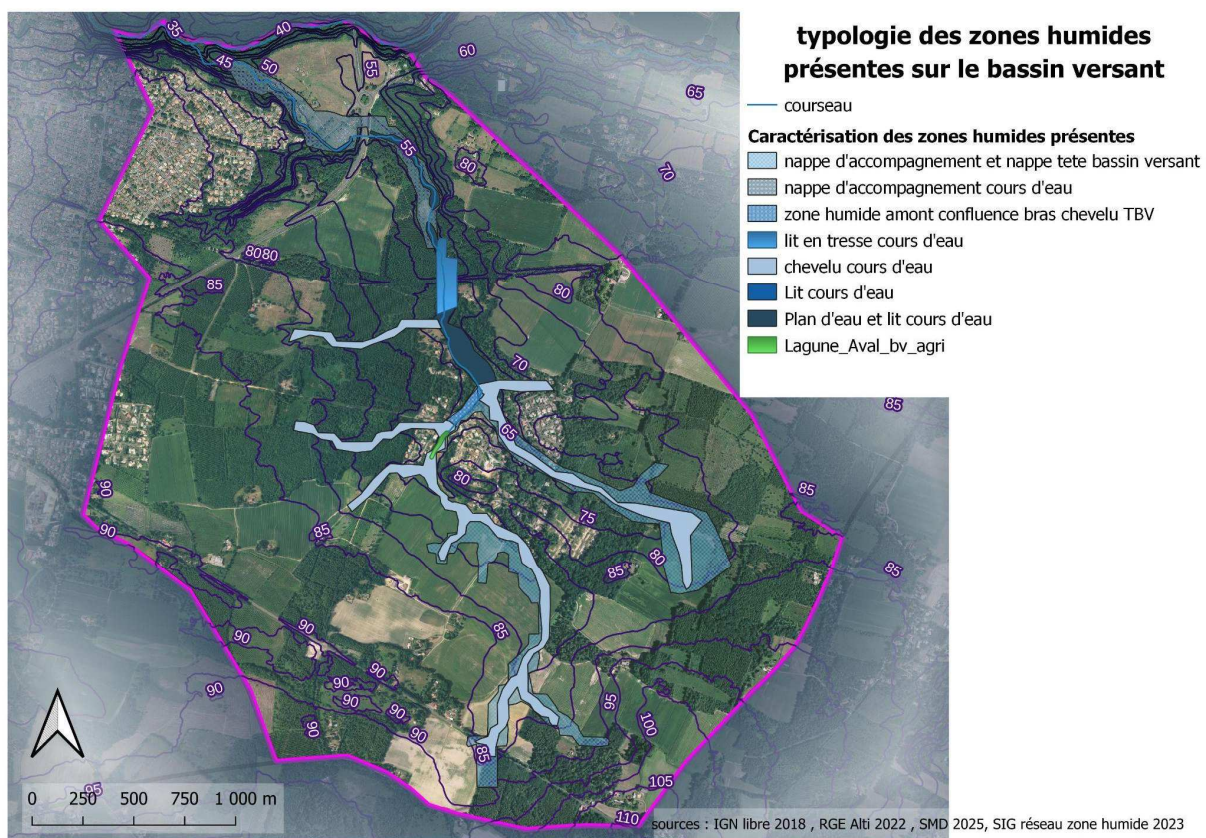 typologie des zones humides
présentes sur le bassin versant
courseau
Caractérisation des zones humides présentes
nappe d'accompagnement et nappe tete bassin versant
nappe d'accompagnement cours d'eau
zone humide amont confluence bras chevelu TBV
lit en tresse cours d'eau
chevelu cours d'eau
Lit cours d'eau
Plan d'eau et lit cours d'eau
Lagune_Aval_bv_agri
35
40
45
50
55
60
65
55
80
70
8080
85
80
70
85
65
90
80
75
85
90
85
80
85
85
90
85
90
90
90
90
90
90
90
90
95
100
85
95
105
110
0 250 500 750 1 000 m
sources : IGN libre 2018 , RGE Alti 2022 , SMD 2025, SIG réseau zone humide 2023